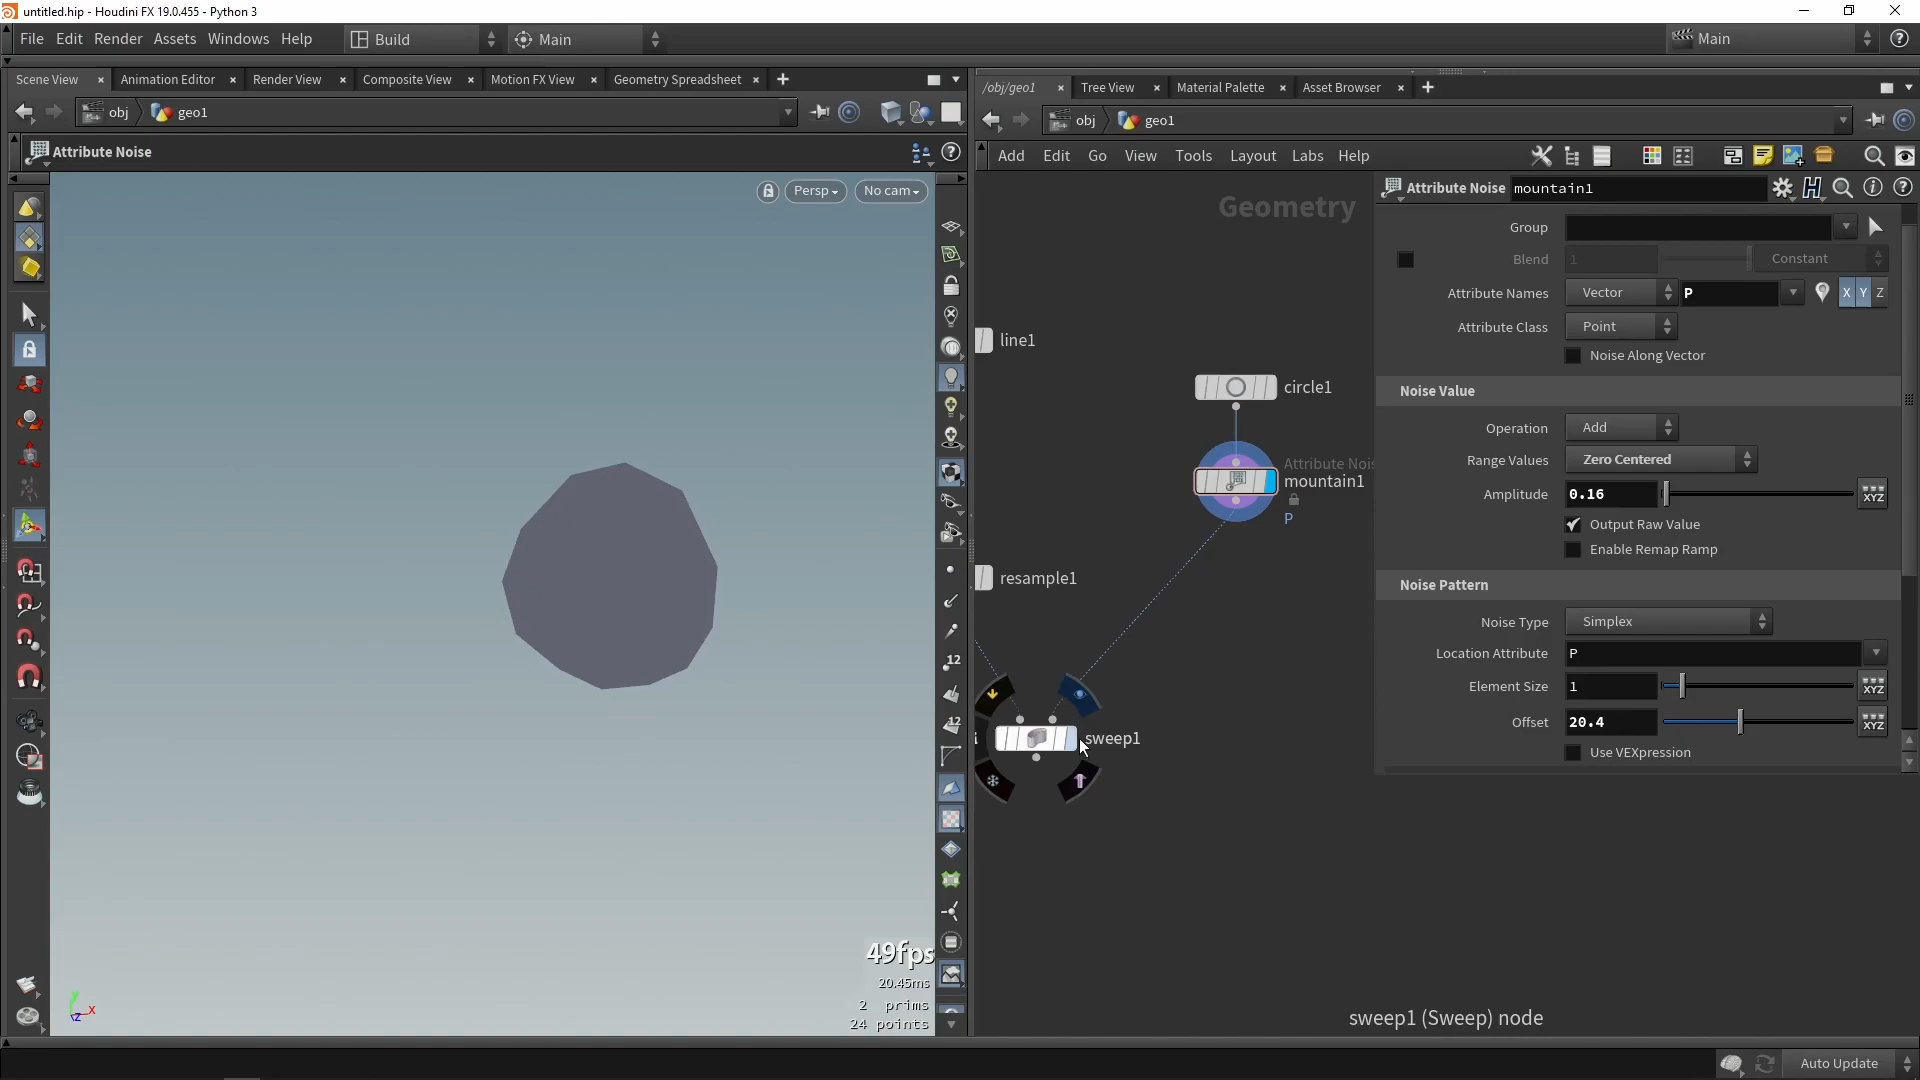 untitled.hip - Houdini FX 19.0.455 - Python 3
File Edit Render Assets Windows Help Build Main Main
Scene View Animation Editor Render View Composite View Motion FX View Geometry Spreadsheet
obj geo1
Attribute Noise
Persp No cam
49fps
20.45ms
2 prims
24 points
Y X Z
12
12
/obj/geo1 Tree View Material Palette Asset Browser
obj geo1
Add Edit Go View Tools Layout Labs Help
Geometry
line1
circle1
Attribute Nois
mountain1
P
resample1
sweep1
sweep1 (Sweep) node
Attribute Noise mountain1
Group
Blend 1 Constant
Attribute Names Vector P X Y Z
Attribute Class Point
Noise Along Vector
Noise Value
Operation Add
Range Values Zero Centered
Amplitude 0.16 XYZ
Output Raw Value
Enable Remap Ramp
Noise Pattern
Noise Type Simplex
Location Attribute P
Element Size 1 XYZ
Offset 20.4 XYZ
Use VEXpression
Auto Update